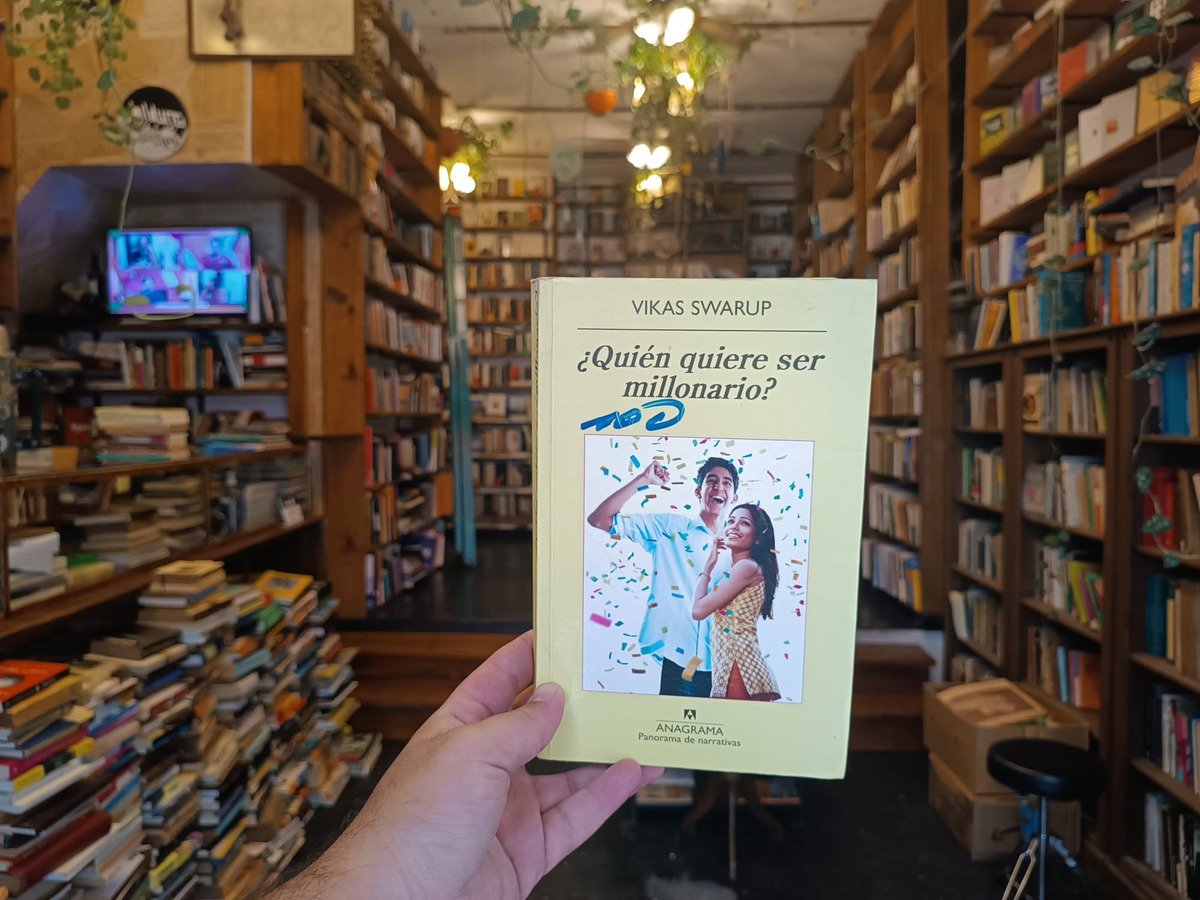 VIKAS SWARUP
¿Quién quiere ser
millonario?
ANAGRAMA
Panorama de narrativas